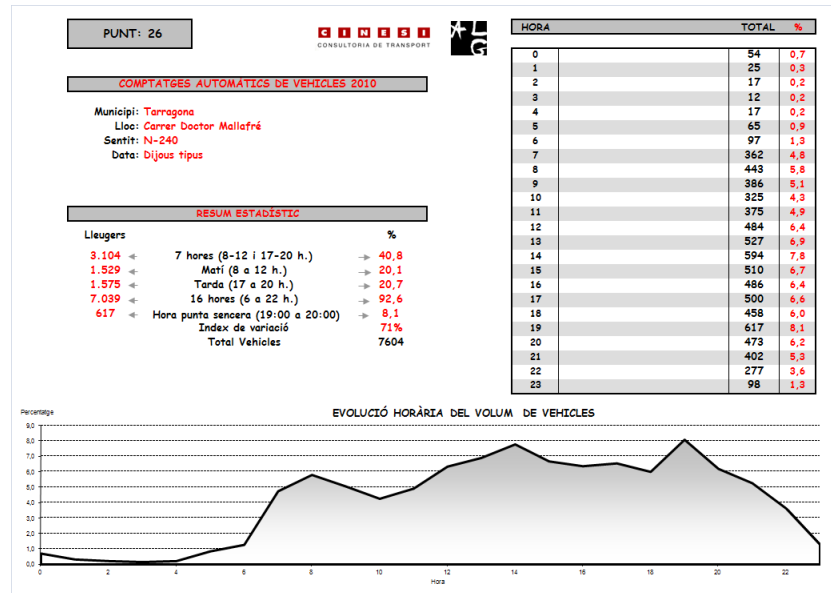 PUNT: 26
CINESI
CONSULTORIA DE TRANSPORT
ALG
COMPTATGES AUTOMÀTICS DE VEHICLES 2010
Municipi: Tarragona
Lloc: Carrer Doctor Mallafré
Sentit: N-240
Data: Dijous tipus
RESUM ESTADÍSTIC
Lleugers %
3.104 7 hores (8-12 i 17-20 h.) 40,8
1.529 Matí (8 a 12 h.) 20,1
1.575 Tarda (17 a 20 h.) 20,7
7.039 16 hores (6 a 22 h.) 92,6
617 Hora punta sencera (19:00 a 20:00) 8,1
Index de variació 71%
Total Vehicles 7604
HORA TOTAL %
0 54 0,7
1 25 0,3
2 17 0,2
3 12 0,2
4 17 0,2
5 65 0,9
6 97 1,3
7 362 4,8
8 443 5,8
9 386 5,1
10 325 4,3
11 375 4,9
12 484 6,4
13 527 6,9
14 594 7,8
15 510 6,7
16 486 6,4
17 500 6,6
18 458 6,0
19 617 8,1
20 473 6,2
21 402 5,3
22 277 3,6
23 98 1,3
EVOLUCIÓ HORÀRIA DEL VOLUM DE VEHICLES
Percentatge
9,0
8,0
7,0
6,0
5,0
4,0
3,0
2,0
1,0
0,0
0 2 4 6 8 10 12 14 16 18 20 22
Hora